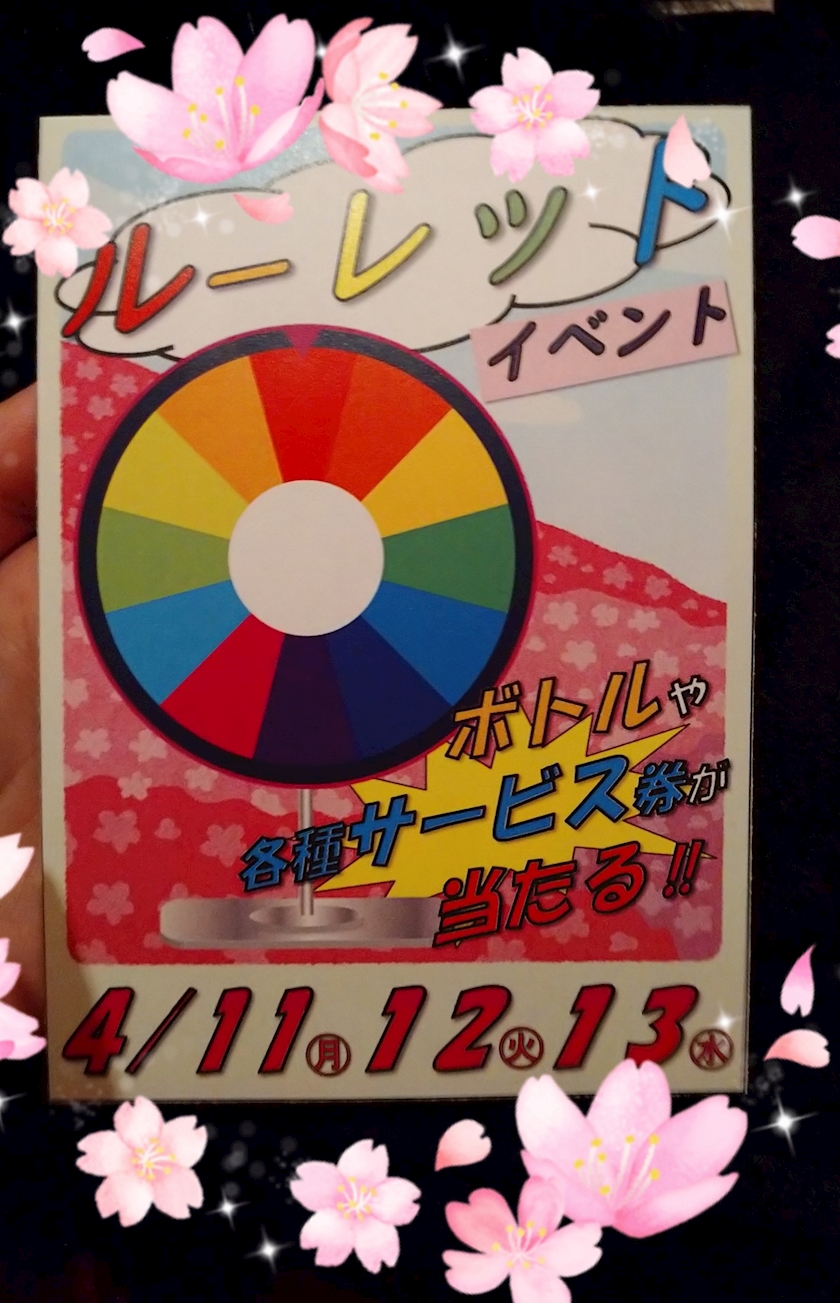 ルーレット
イベント
ボトルや
各種サービス券が
当たる!!
4/11㊊12㊋13㊌